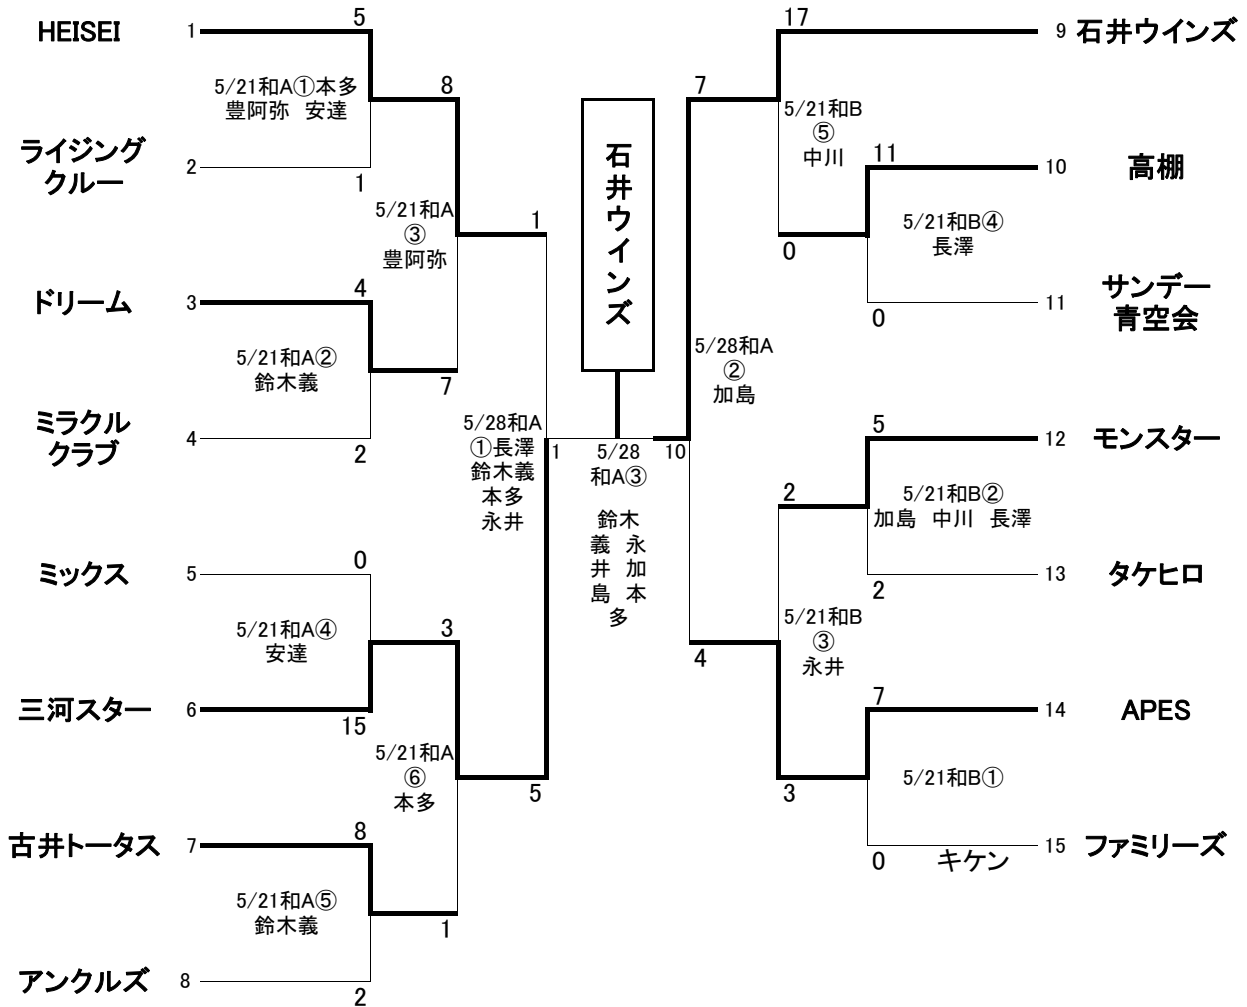 HEISEI
1
5
5/21和A①本多
豊阿弥 安達
ライジング
クルー
2
1
8
5/21和A
③
豊阿弥
ドリーム
3
4
5/21和A②
鈴木義
7
ミラクル
クラブ
4
2
1
5/28和A
①長澤
鈴木義
本多
永井
ミックス
5
0
5/21和A④
安達
3
三河スター
6
15
5/21和A
⑥
本多
5
古井トータス
7
8
5/21和A⑤
鈴木義
1
アンクルズ
8
2
石井ウインズ
1
5/28
和A③
10
鈴木
義 永
井 加
島 本
多
17
9
石井ウインズ
7
5/21和B
⑤
中川
11
10
高棚
5/21和B④
長澤
0
サンデー
青空会
11
0
5/28和A
②
加島
5
12
モンスター
2
5/21和B②
加島 中川 長澤
13
タケヒロ
2
5/21和B
③
永井
4
7
14
APES
3
5/21和B①
0
キケン
15
ファミリーズ